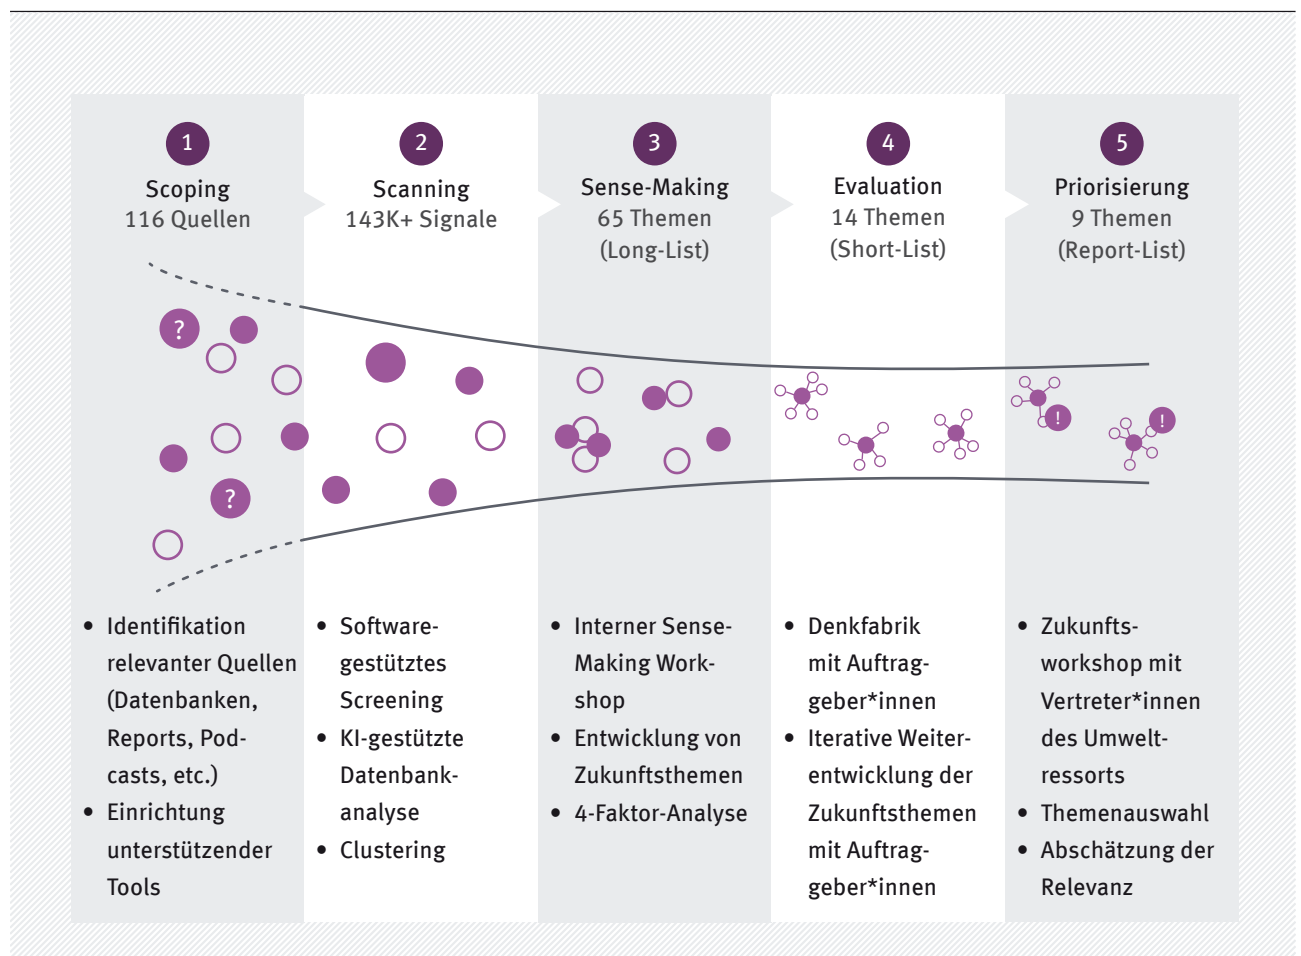 1
Scoping
116 Quellen
2
Scanning
143K+ Signale
3
Sense-Making
65 Themen
(Long-List)
4
Evaluation
14 Themen
(Short-List)
5
Priorisierung
9 Themen
(Report-List)
?
?
!
!
• Identifikation
relevanter Quellen
(Datenbanken,
Reports, Pod-
casts, etc.)
• Einrichtung
unterstützender
Tools
• Software-
gestütztes
Screening
• KI-gestützte
Datenbank-
analyse
• Clustering
• Interner Sense-
Making Work-
shop
• Entwicklung von
Zukunftsthemen
• 4-Faktor-Analyse
• Denkfabrik
mit Auftrag-
geber*innen
• Iterative Weiter-
entwicklung der
Zukunftsthemen
mit Auftrag-
geber*innen
• Zukunfts-
workshop mit
Vertreter*innen
des Umwelt-
ressorts
• Themenauswahl
• Abschätzung der
Relevanz